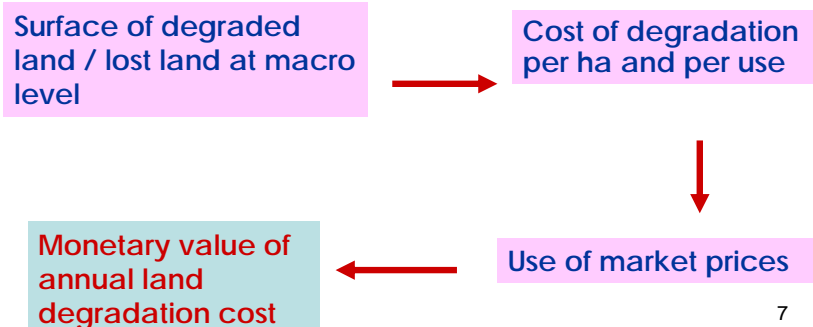 Surface of degraded
land / lost land at macro
level
Cost of degradation
per ha and per use
Use of market prices
Monetary value of
annual land
degradation cost
7